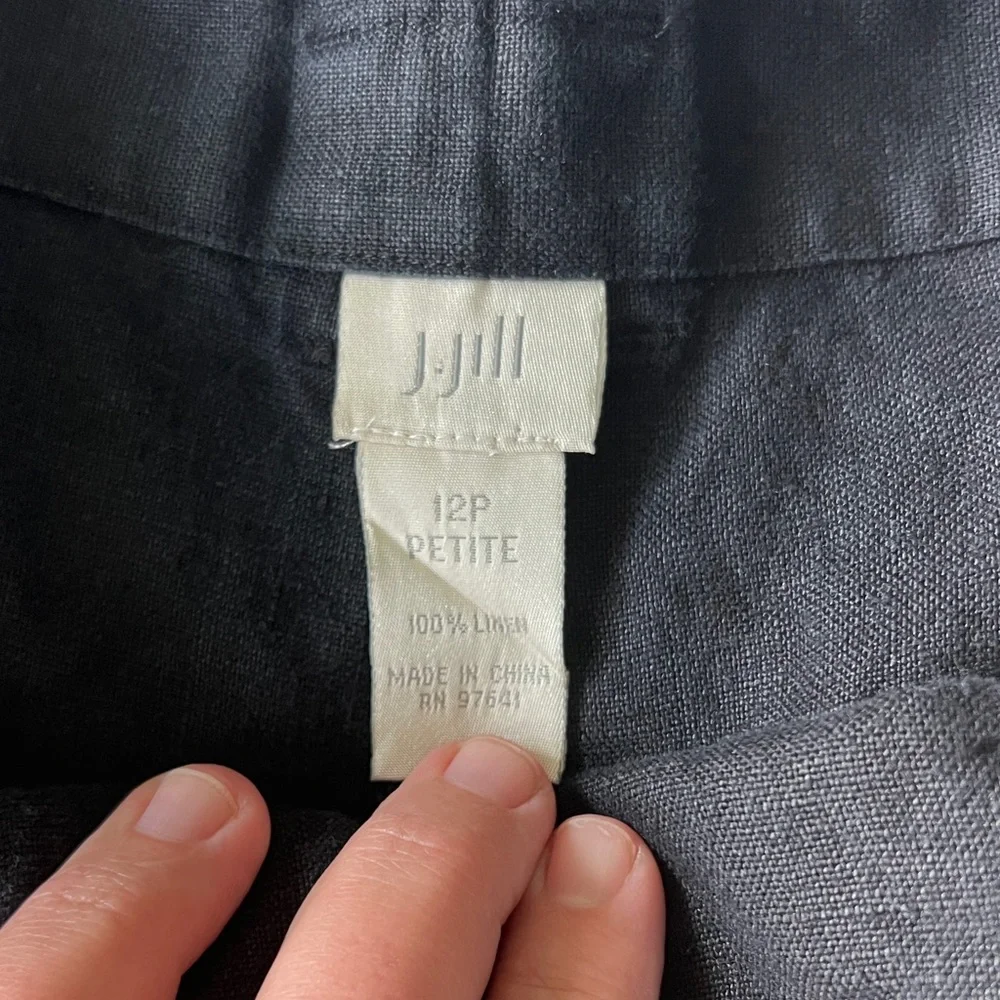 J.Jill
12P
PETITE
100% LINEN
MADE IN CHINA
RN 97641